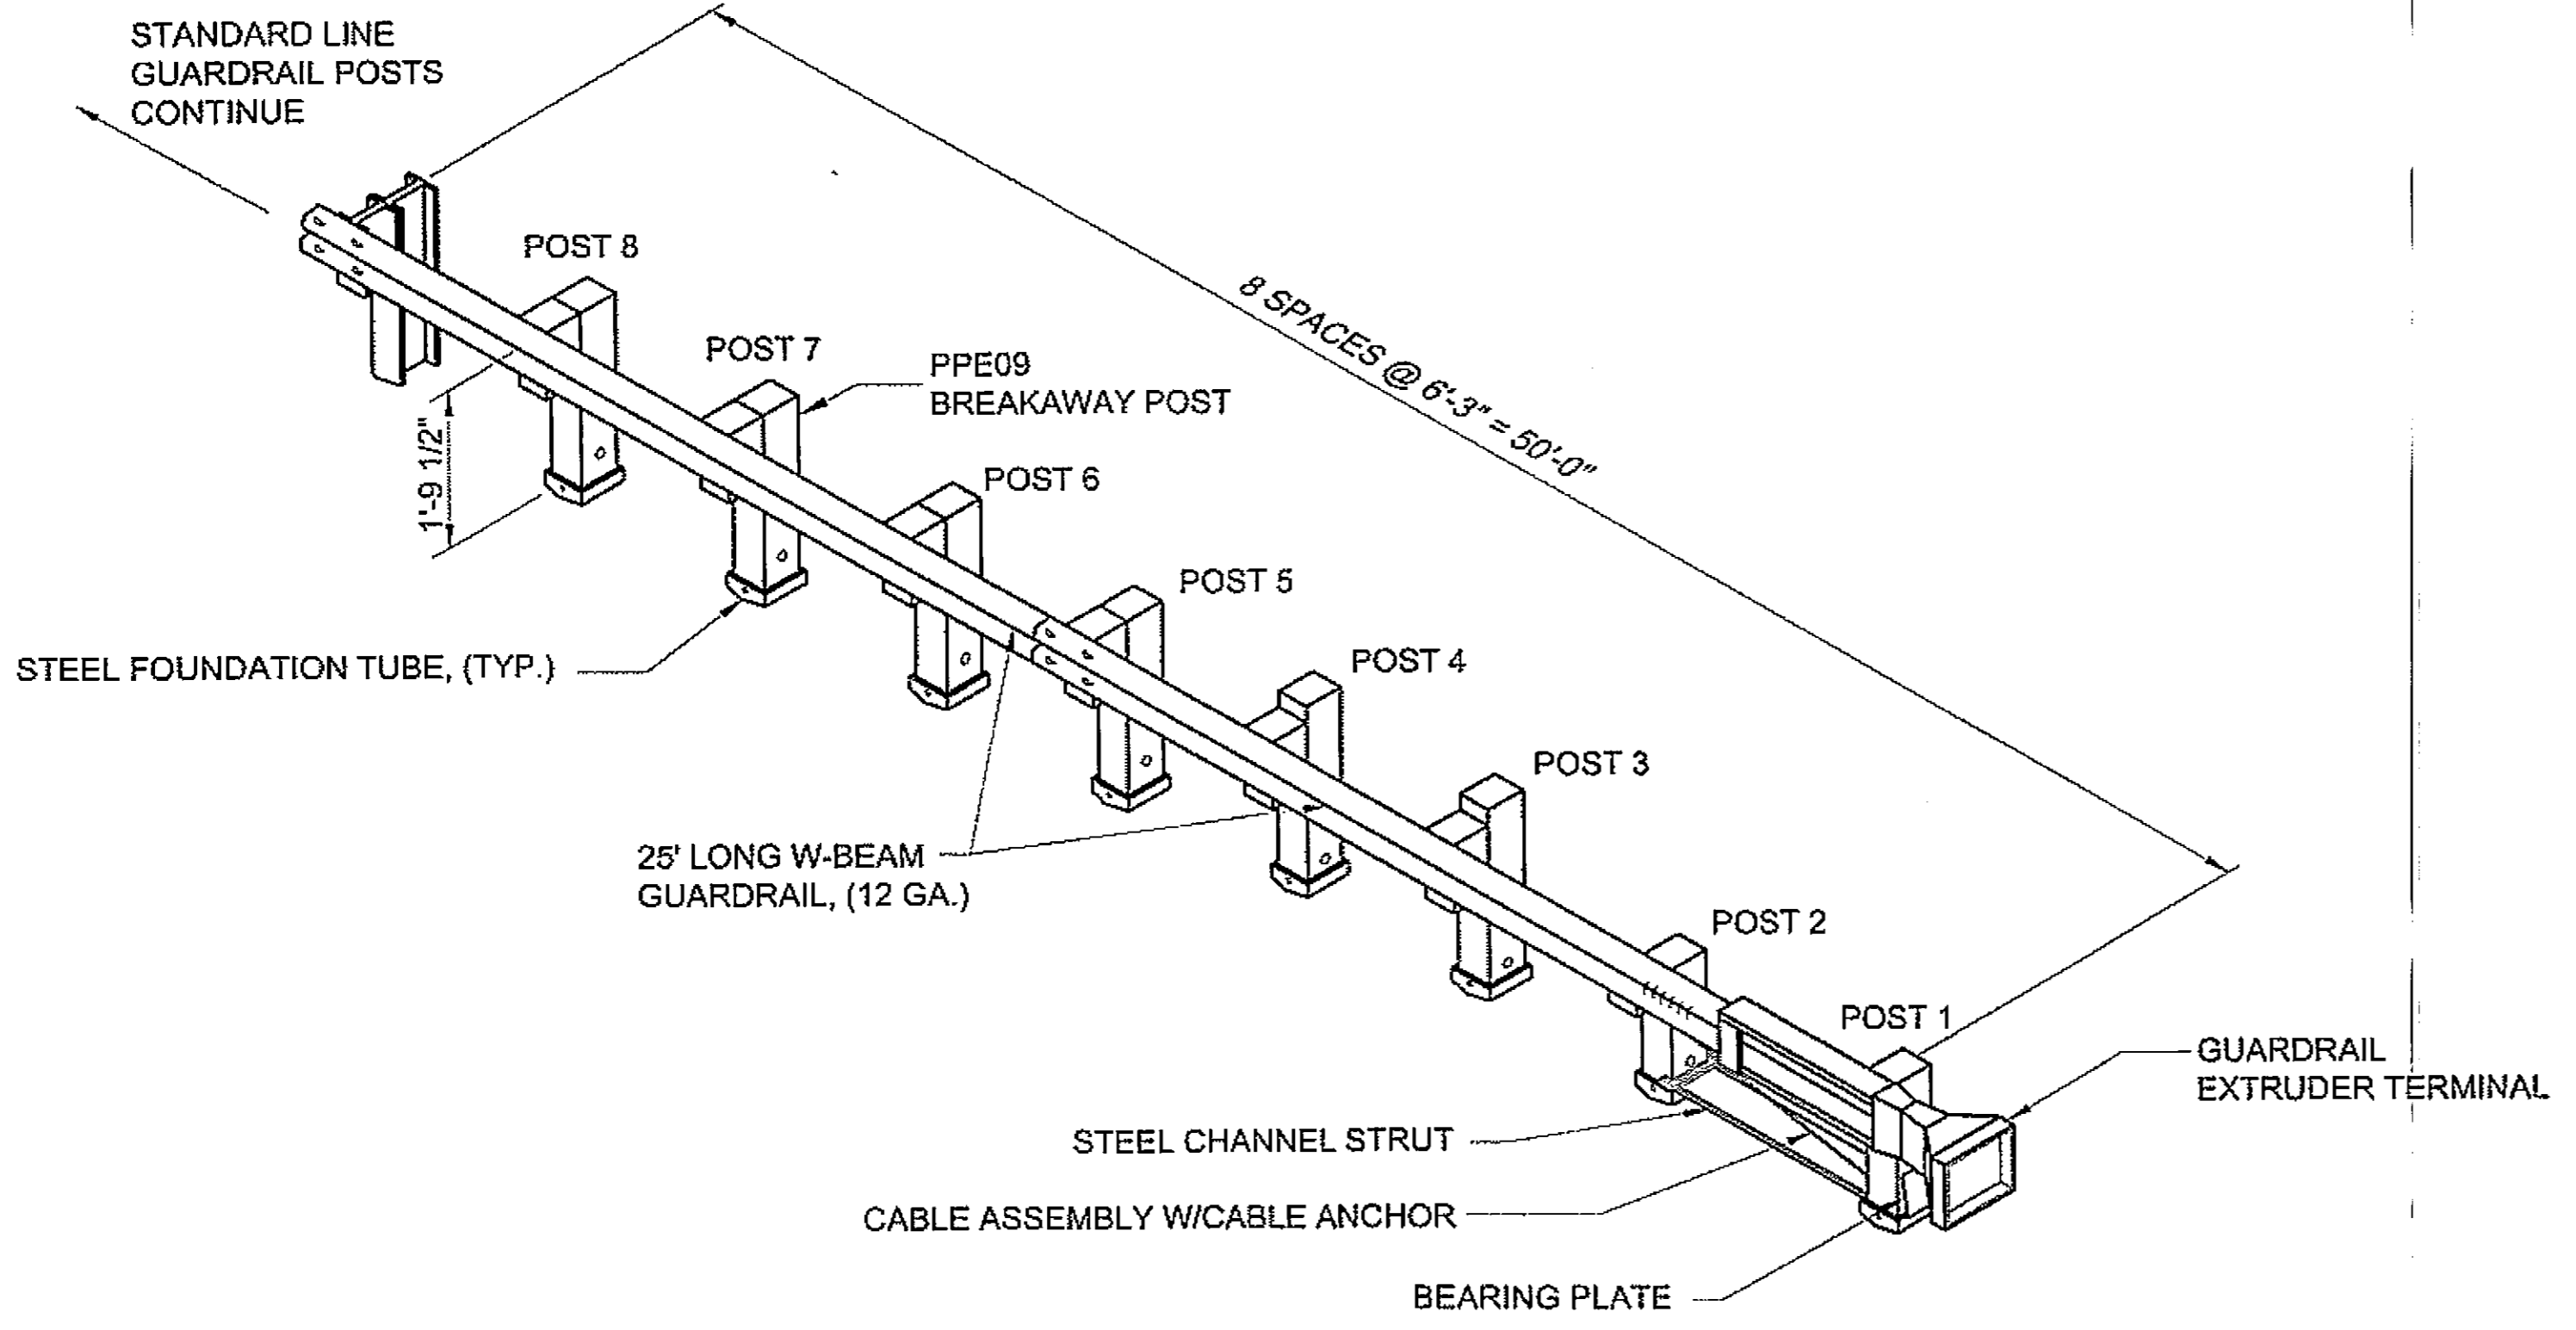 STANDARD LINE
GUARDRAIL POSTS
CONTINUE
POST 8
POST 7
PPE09
BREAKAWAY POST
8 SPACES @ 6'-3" = 50'-0"
1'-9 1/2"
POST 6
POST 5
STEEL FOUNDATION TUBE, (TYP.)
POST 4
POST 3
25' LONG W-BEAM
GUARDRAIL, (12 GA.)
POST 2
POST 1
GUARDRAIL
EXTRUDER TERMINAL
STEEL CHANNEL STRUT
CABLE ASSEMBLY W/CABLE ANCHOR
BEARING PLATE